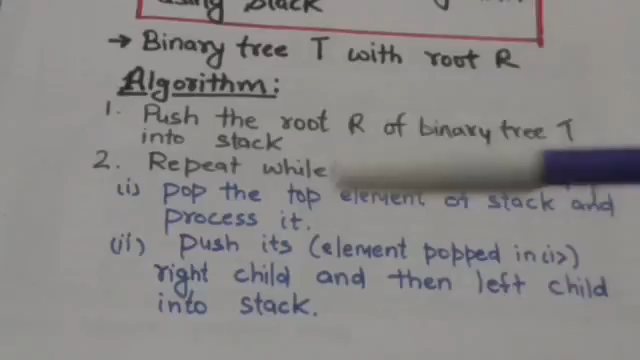 using Stack
→ Binary tree T with root R
Algorithm:
1. Push the root R of binary tree T
into stack
2. Repeat while
(i) pop the top element of stack and
process it.
(ii) push its (element popped in (i))
right child and then left child
into stack.